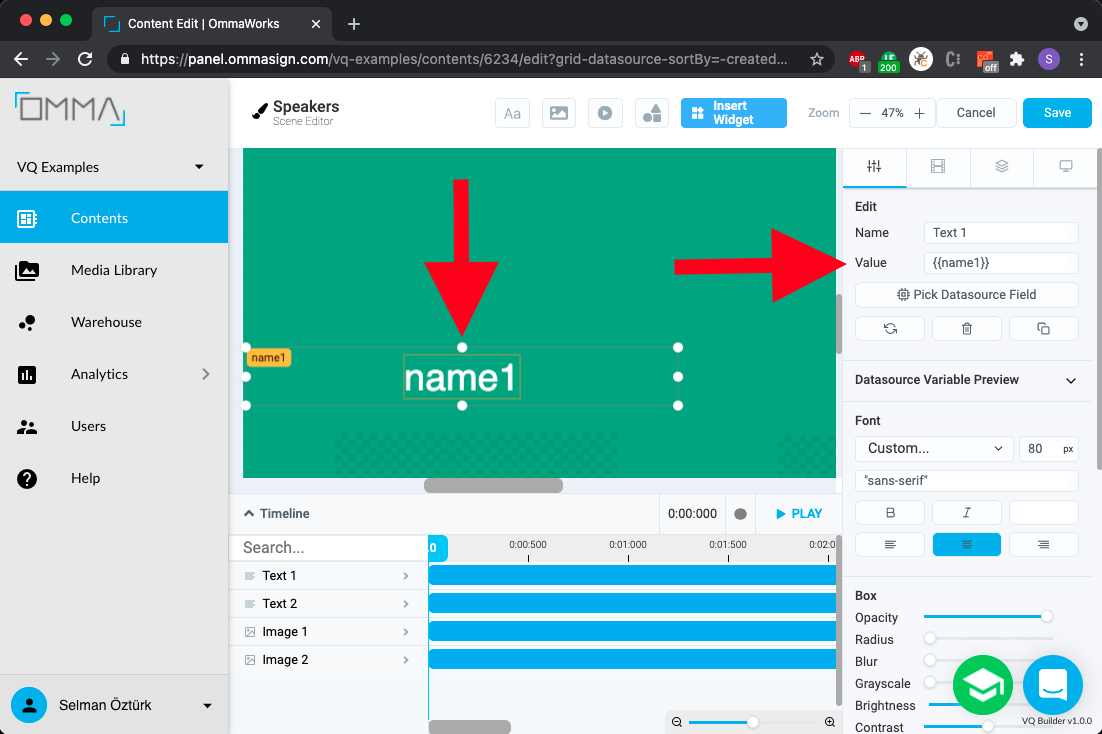 Content Edit | OmmaWorks
https://panel.ommasign.com/vq-examples/contents/6234/edit?grid-datasource-sortBy=-created...
ABP
1
200
off
S
OMMA
Speakers
Scene Editor
Aa
Insert
Widget
Zoom
47%
Cancel
Save
VQ Examples
Contents
Media Library
Warehouse
Analytics
Users
Help
Selman Öztürk
name1
name1
Edit
Name
Text 1
Value
{{name1}}
Pick Datasource Field
Datasource Variable Preview
Font
Custom...
80
px
"sans-serif"
B
I
Box
Opacity
Radius
Blur
Grayscale
Brightness
Contrast
VQ Builder v1.0.0
Timeline
0:00:000
PLAY
Search...
.0
0:00:500
0:01:000
0:01:500
0:02:0
Text 1
Text 2
Image 1
Image 2